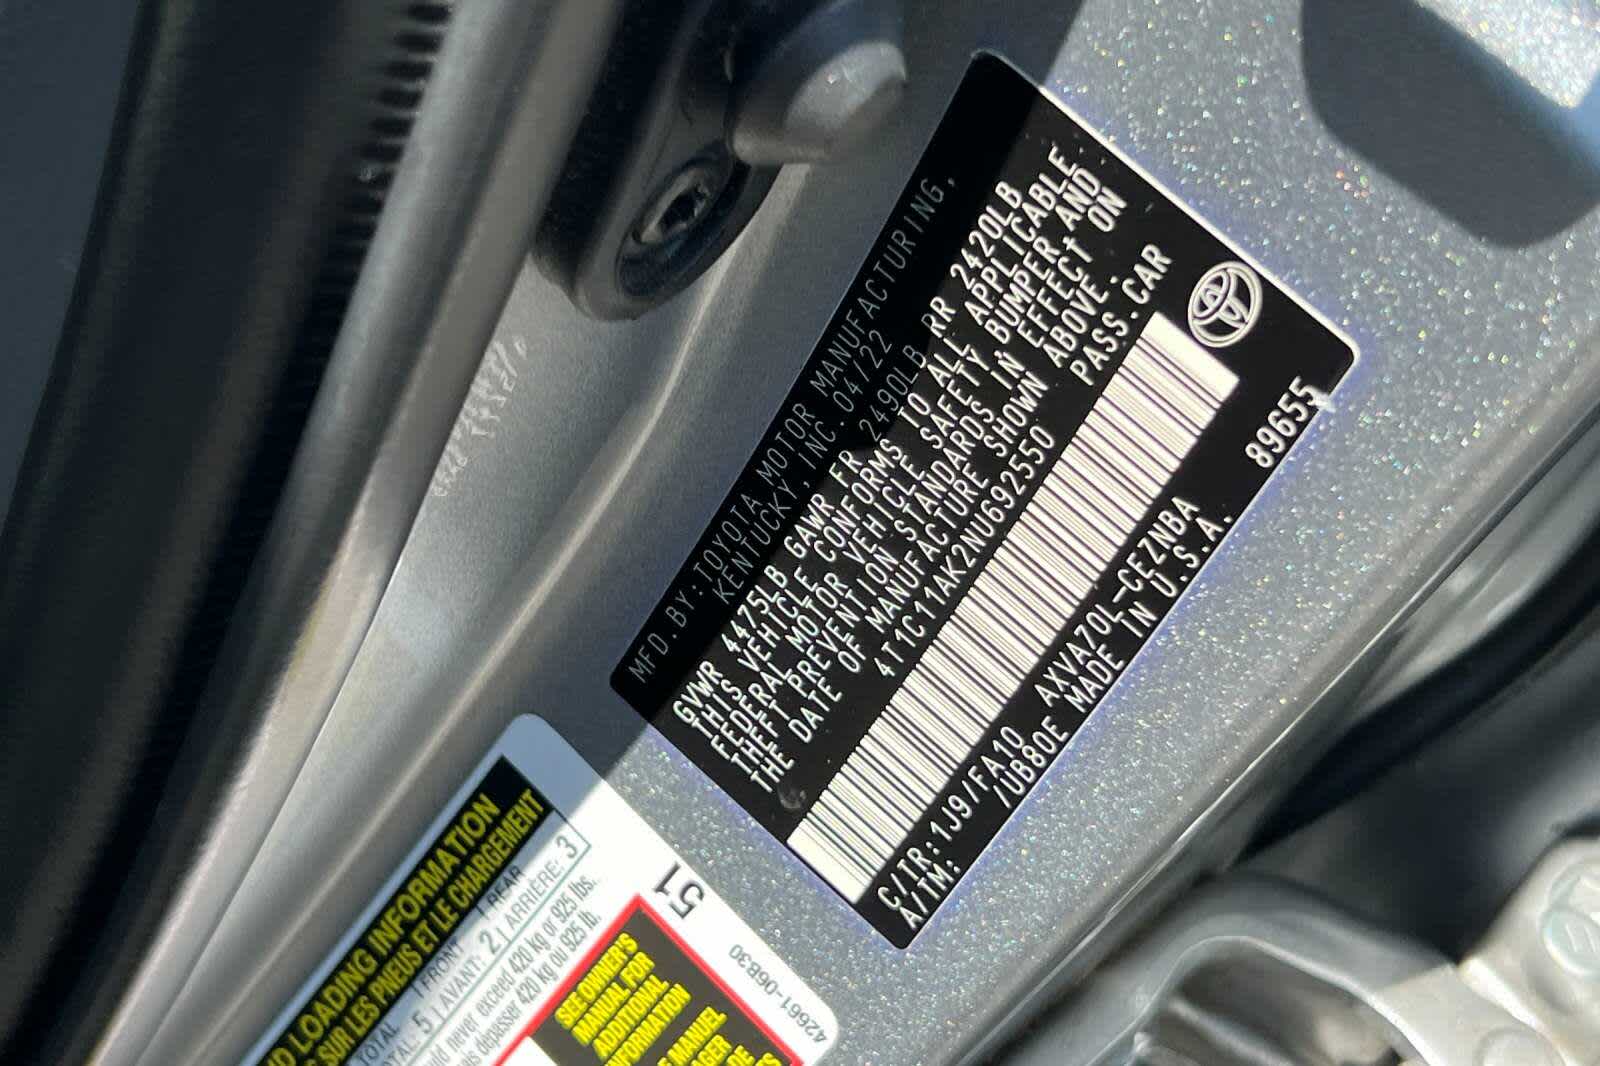 MFD.BY:TOYOTA MOTOR MANUFACTURING,
KENTUCKY, INC. 04/22
GVWR 4475LB GAWR FR 2490LB RR 2420LB
THIS VEHICLE CONFORMS TO ALL APPLICABLE
FEDERAL MOTOR VEHICLE SAFETY BUMPER AND
THEFT PREVENTION STANDARDS IN EFFECT ON
THE DATE OF MANUFACTURE SHOWN ABOVE.
4T1C11AK2NU692550 PASS.CAR
C/TR:1J9/FA10 AXVA70L-CEZNBA
A/TM: /UB80E MADE IN U.S.A.
89655
LOADING INFORMATION
SUR LES PNEUS ET LE CHARGEMENT
TOTAL FRONT REAR
TOTAL: 5 AVANT: 2 ARRIÈRE: 3
never exceed 420 kg or 925 lbs.
dépasser 420 kg ou 925 lb.
51
SEE OWNER'S
MANUAL FOR
ADDITIONAL
INFORMATION
MANUEL
42661-06B30